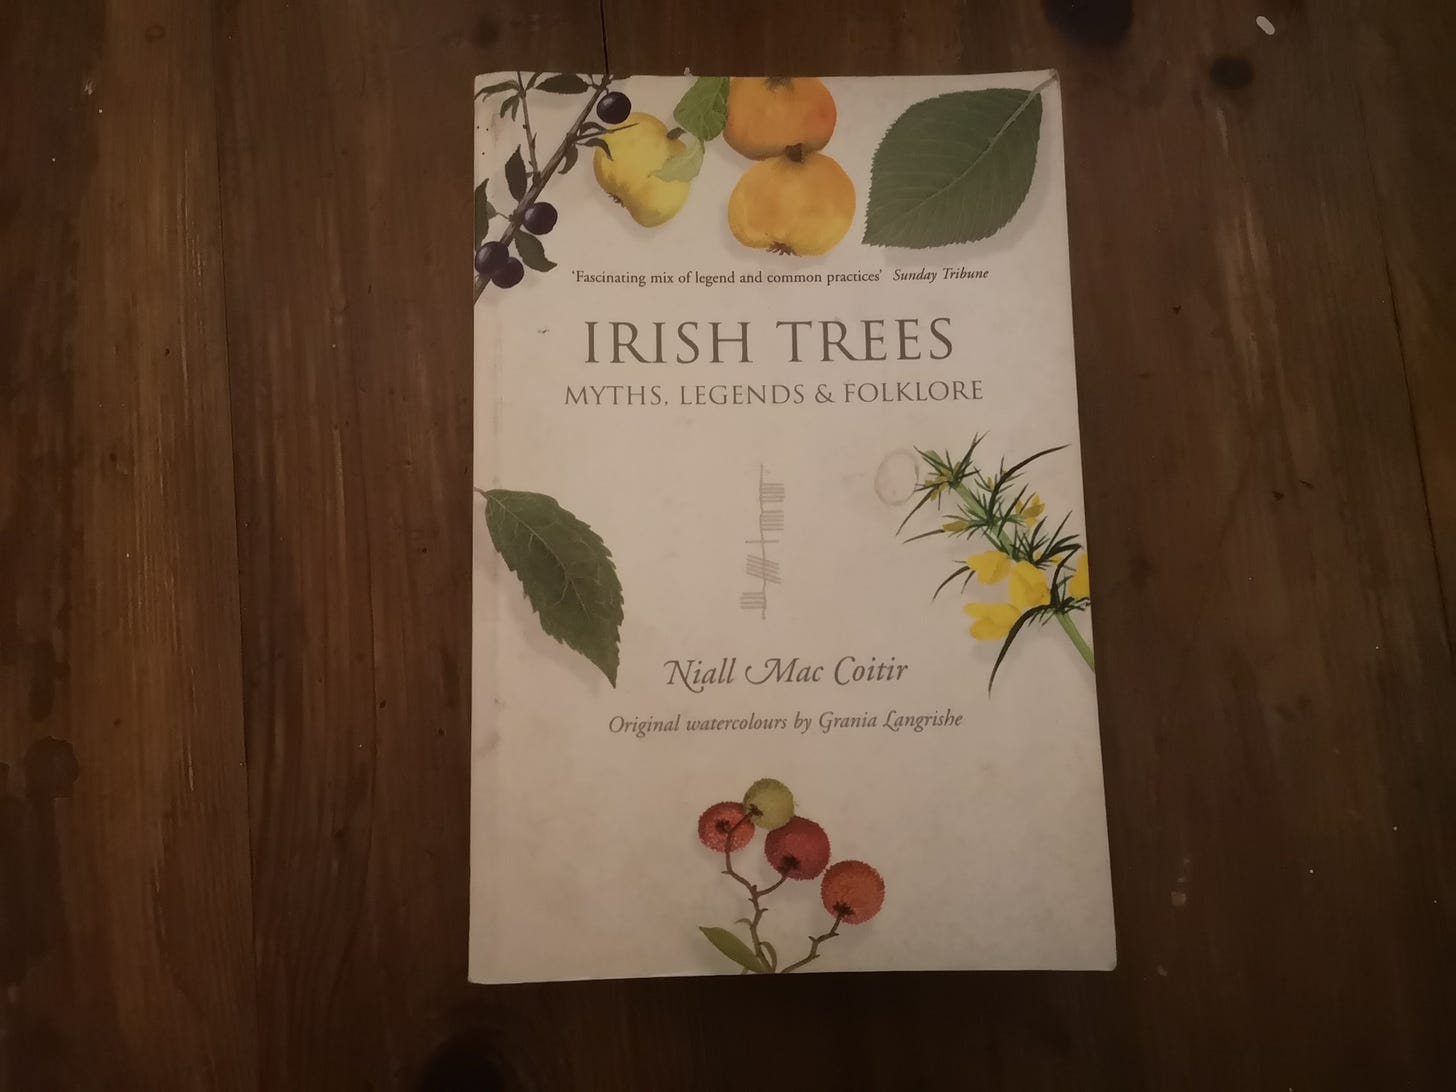 'Fascinating mix of legend and common practices' Sunday Tribune
IRISH TREES
MYTHS, LEGENDS & FOLKLORE
Niall Mac Coitir
Original watercolours by Grania Langrishe